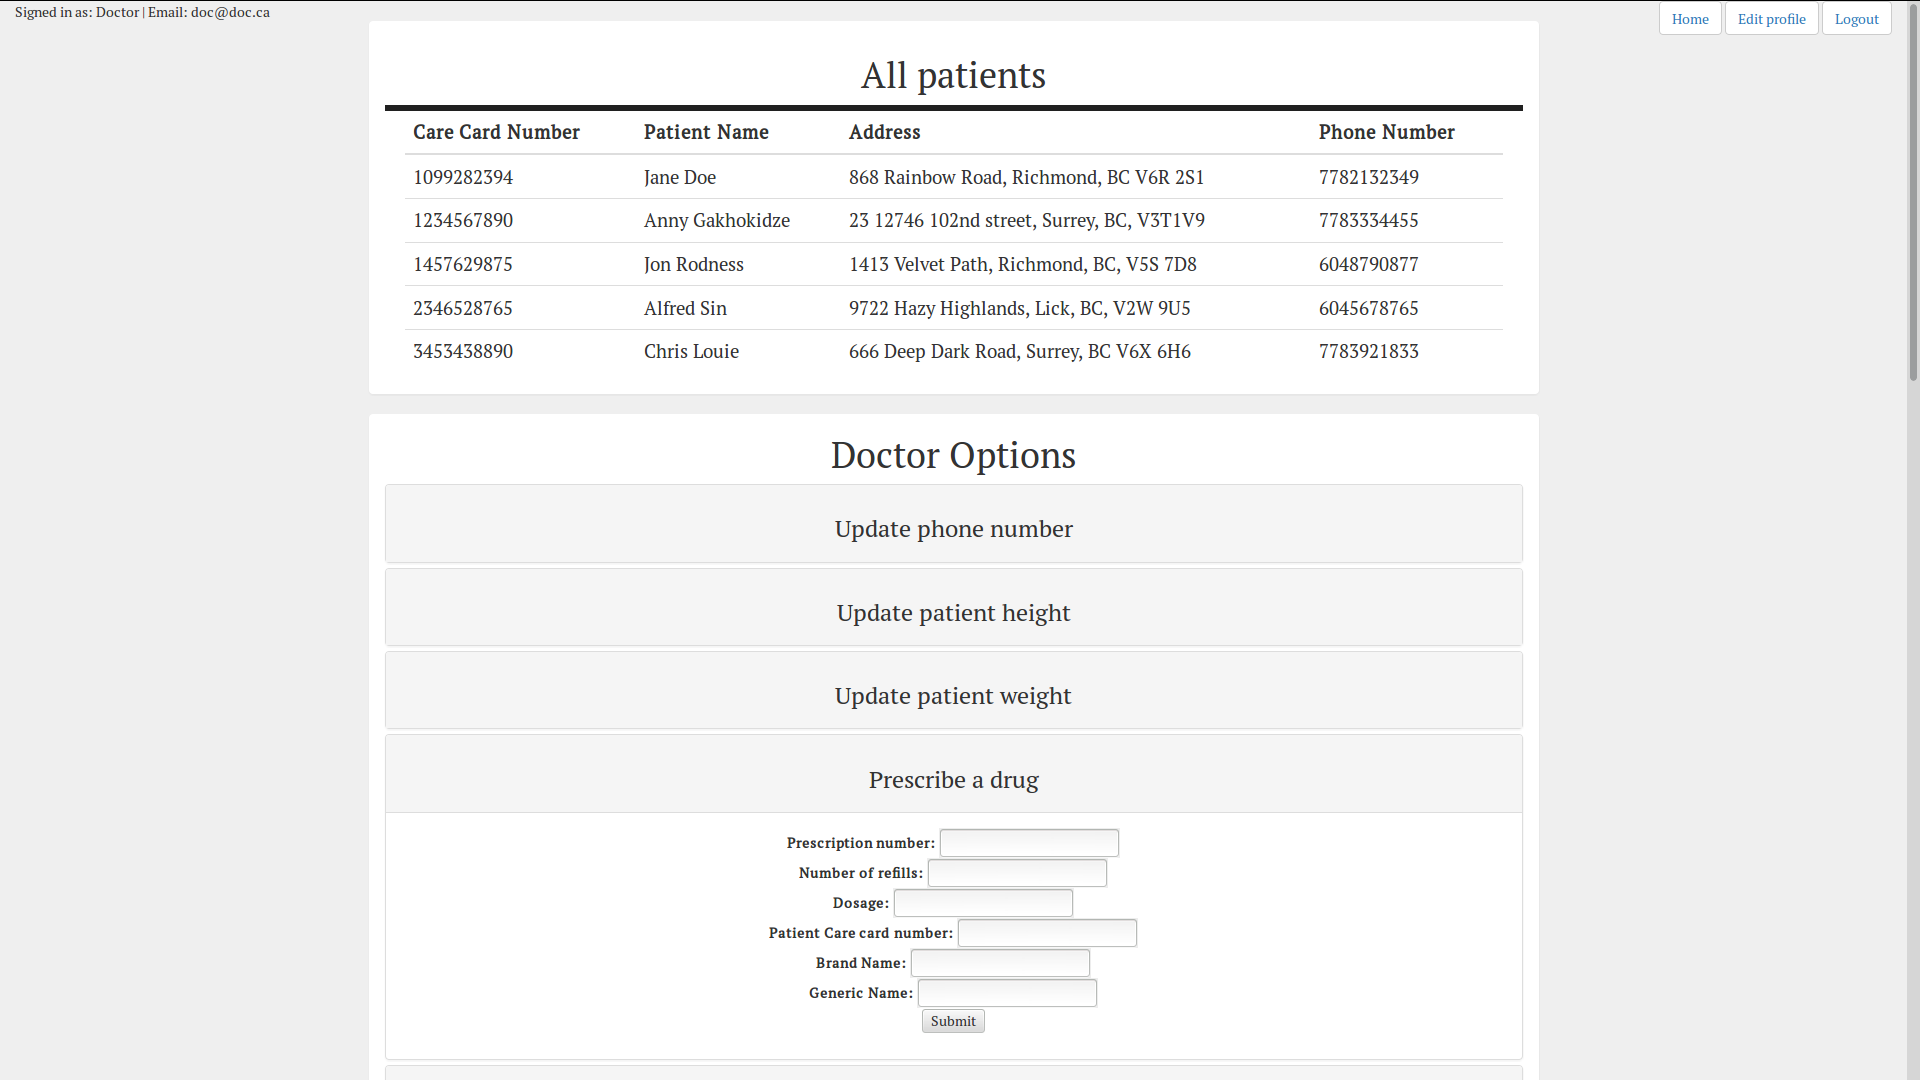 Signed in as: Doctor | Email: doc@doc.ca
Home Edit profile Logout
All patients
Care Card Number Patient Name Address Phone Number
1099282394 Jane Doe 868 Rainbow Road, Richmond, BC V6R 2S1 7782132349
1234567890 Anny Gakhokidze 23 12746 102nd street, Surrey, BC, V3T1V9 7783334455
1457629875 Jon Rodness 1413 Velvet Path, Richmond, BC, V5S 7D8 6048790877
2346528765 Alfred Sin 9722 Hazy Highlands, Lick, BC, V2W 9U5 6045678765
3453438890 Chris Louie 666 Deep Dark Road, Surrey, BC V6X 6H6 7783921833
Doctor Options
Update phone number
Update patient height
Update patient weight
Prescribe a drug
Prescription number:
Number of refills:
Dosage:
Patient Care card number:
Brand Name:
Generic Name:
Submit